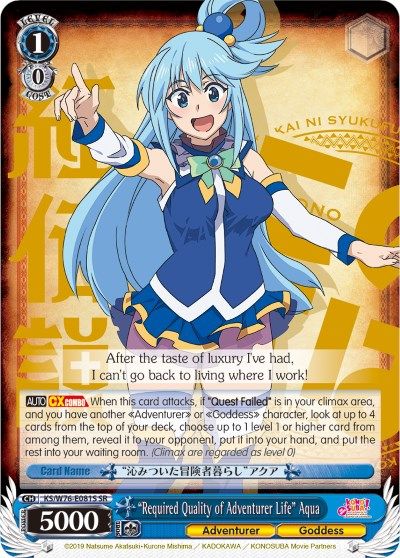 LEVEL
1
0
COST
KAI NI SYUKUFU
ONO
After the taste of luxury I've had,
I can't go back to living where I work!
AUTO CX COMBO When this card attacks, if "Quest Failed" is in your climax area,
and you have another «Adventurer» or «Goddess» character, look at up to 4
cards from the top of your deck, choose up to 1 level 1 or higher card from
among them, reveal it to your opponent, put it into your hand, and put the
rest into your waiting room. (Climax are regarded as level 0)
Card Name
“沁みついた冒険者暮らし”アクア
CH KS/W76-E081S SR
POWER
5000
“Required Quality of Adventurer Life” Aqua
Adventurer
Goddess
©2019 Natsume Akatsuki・Kurone Mishima / KADOKAWA / KONOSUBA Movie Partners